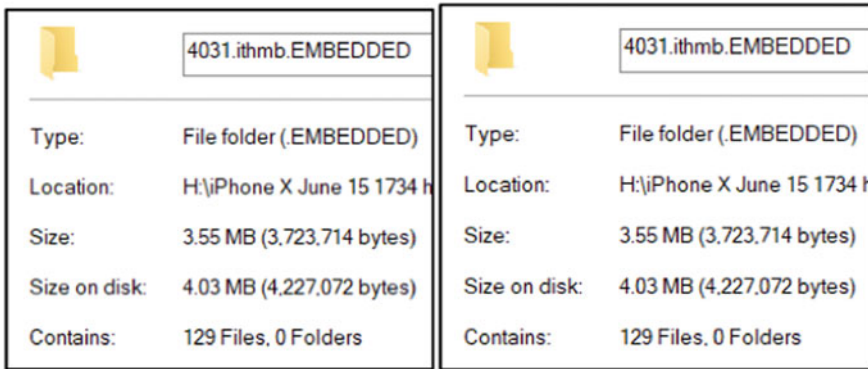 4031.ithmb.EMBEDDED
Type: File folder (.EMBEDDED)
Location: H:\iPhone X June 15 1734 h
Size: 3.55 MB (3,723,714 bytes)
Size on disk: 4.03 MB (4,227,072 bytes)
Contains: 129 Files, 0 Folders
4031.ithmb.EMBEDDED
Type: File folder (.EMBEDDED)
Location: H:\iPhone X June 15 1734 h
Size: 3.55 MB (3,723,714 bytes)
Size on disk: 4.03 MB (4,227,072 bytes)
Contains: 129 Files, 0 Folders